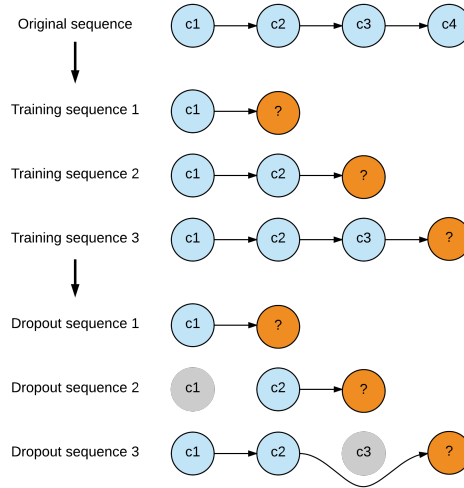 Original sequence c1 c2 c3 c4
Training sequence 1 c1 ?
Training sequence 2 c1 c2 ?
Training sequence 3 c1 c2 c3 ?
Dropout sequence 1 c1 ?
Dropout sequence 2 c1 c2 ?
Dropout sequence 3 c1 c2 c3 ?